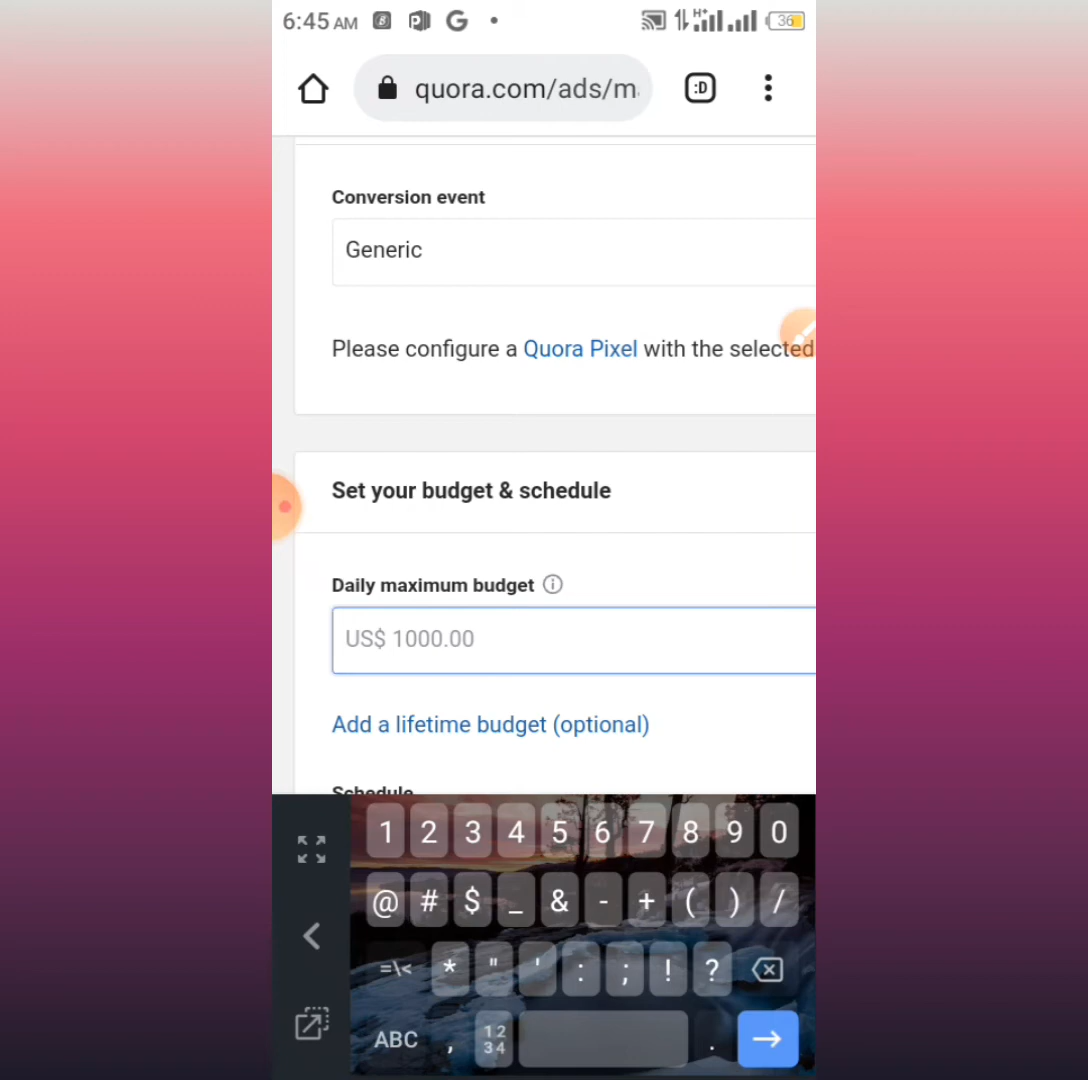 6:45 AM
H+
36
:D
quora.com/ads/m
Conversion event
Generic
Please configure a Quora Pixel with the selected
Set your budget & schedule
Daily maximum budget
US$ 1000.00
Add a lifetime budget (optional)
Schedule
1 2 3 4 5 6 7 8 9 0
@ # $ _ & - + ( ) /
=\< * " ' : ; ! ?
ABC , 12 34 .